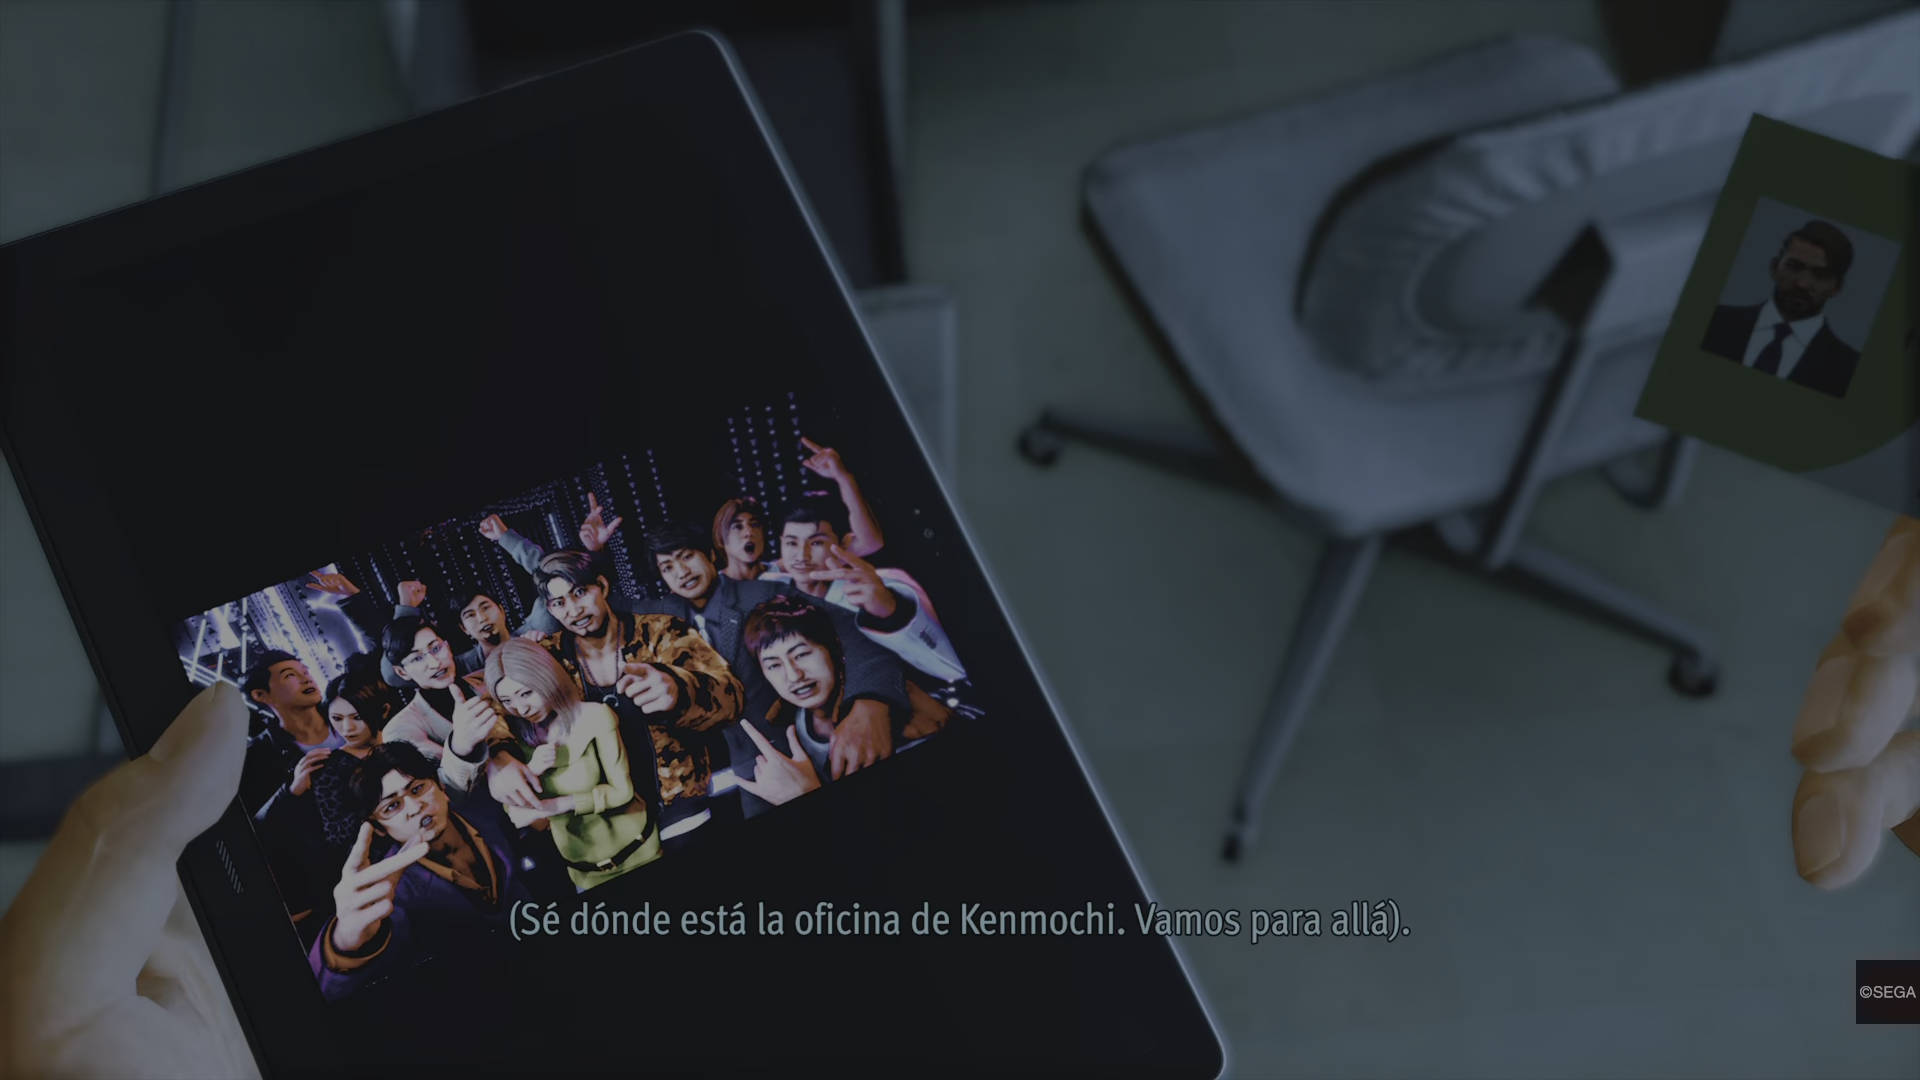 (Sé dónde está la oficina de Kenmochi. Vamos para allá).
©SEGA